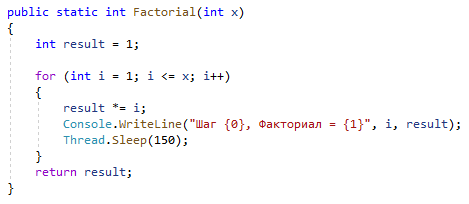 public static int Factorial(int x)
{
    int result = 1;

    for (int i = 1; i <= x; i++)
    {
        result *= i;
        Console.WriteLine("Шаг {0}, Факториал = {1}", i, result);
        Thread.Sleep(150);
    }
    return result;
}